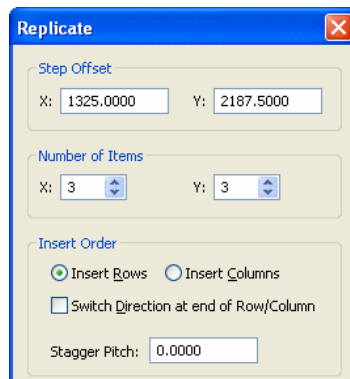 Replicate
Step Offset
X: 1325.0000 Y: 2187.5000
Number of Items
X: 3 Y: 3
Insert Order
Insert Rows Insert Columns
Switch Direction at end of Row/Column
Stagger Pitch: 0.0000